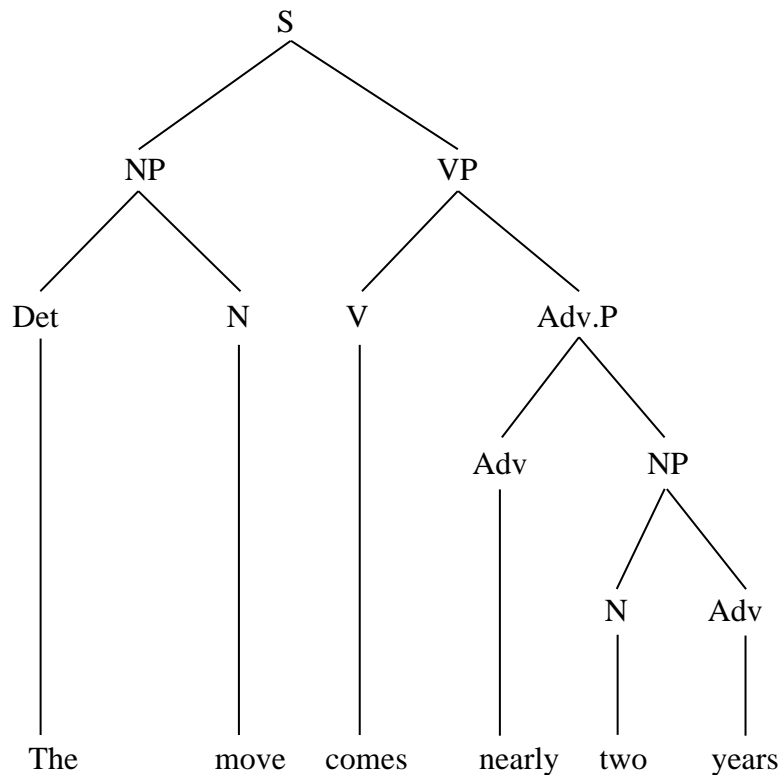 S
NP VP
Det N V Adv.P
Adv NP
N Adv
The move comes nearly two years